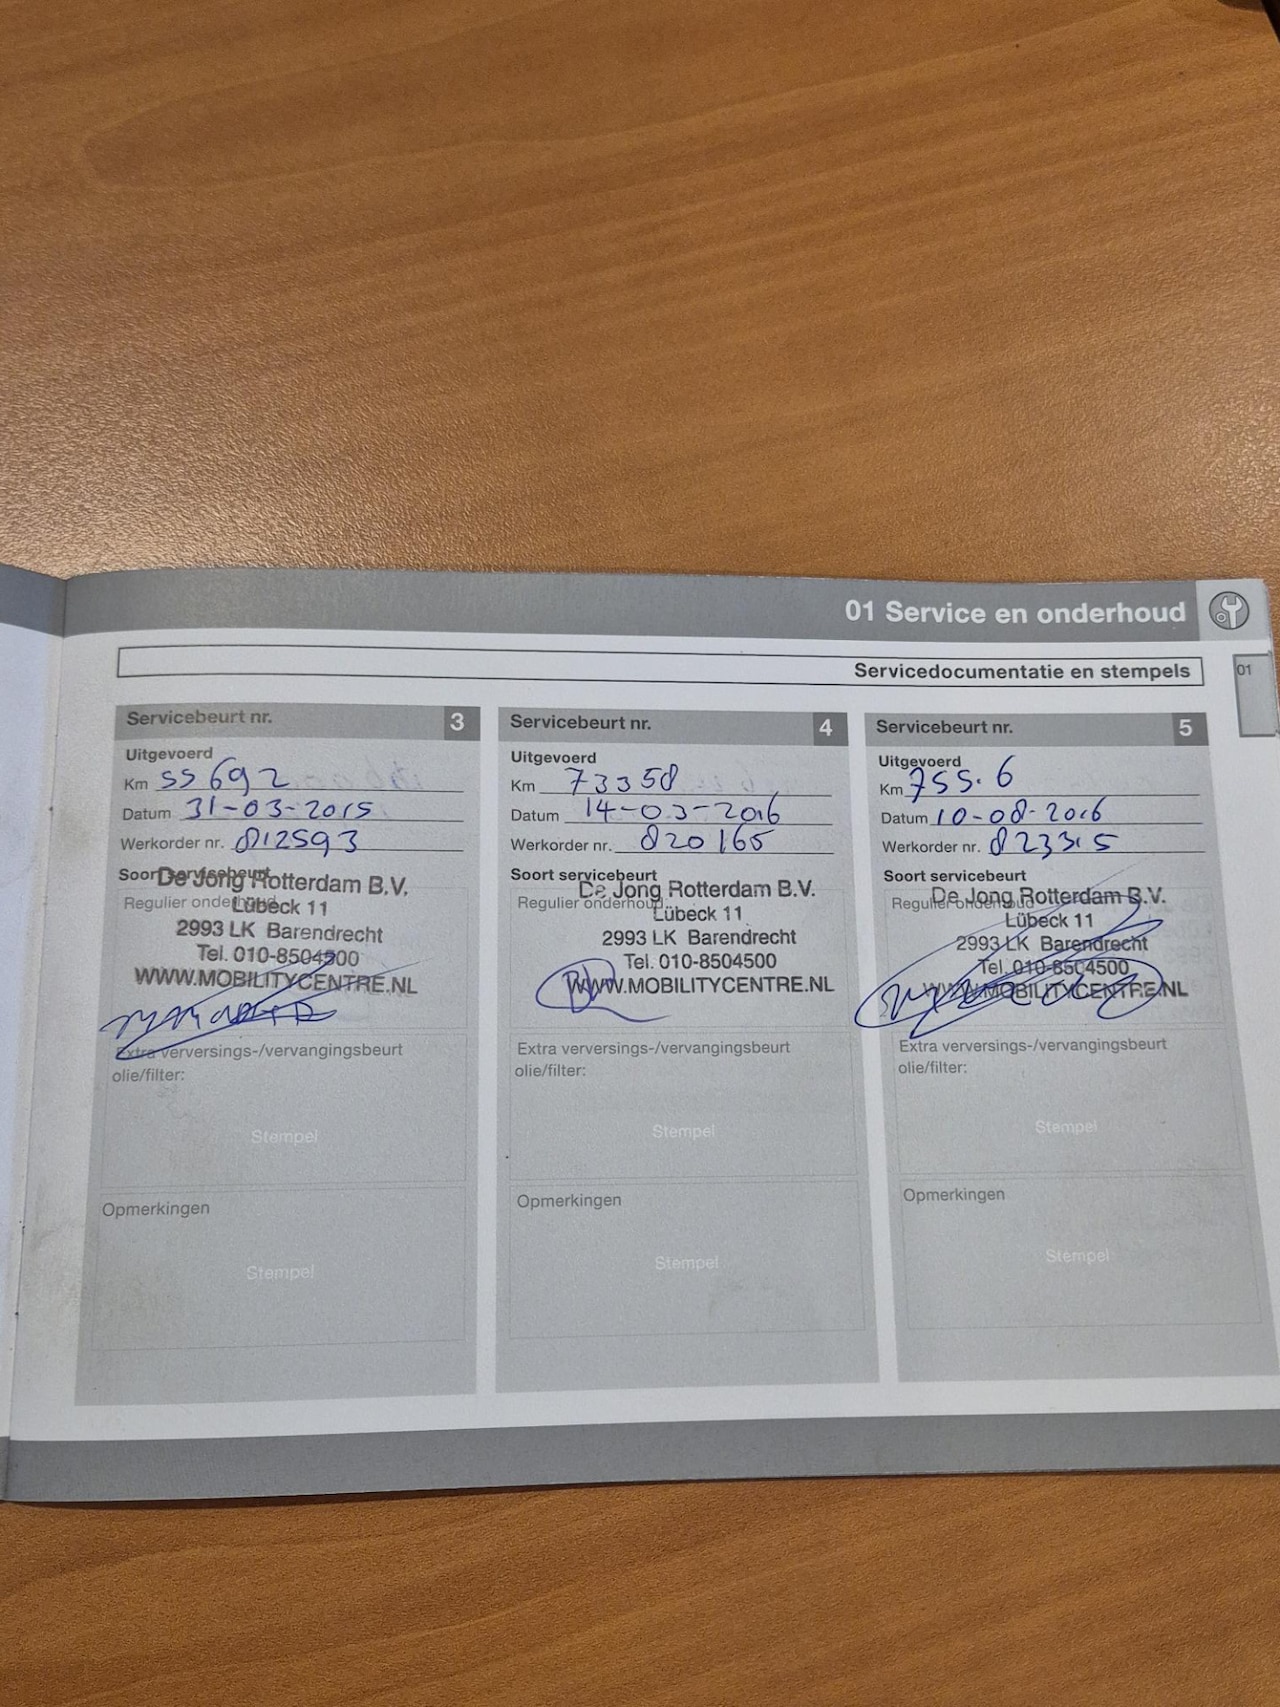 01 Service en onderhoud
Servicedocumentatie en stempels
01
Servicebeurt nr. 3
Uitgevoerd
Km 55692
Datum 31-03-2015
Werkorder nr. 812593
Soort servicebeurt
De Jong Rotterdam B.V.
Regulier onderhoud:
Lübeck 11
2993 LK Barendrecht
Tel. 010-8504500
WWW.MOBILITYCENTRE.NL
Extra verversings-/vervangingsbeurt
olie/filter:
Stempel
Opmerkingen
Stempel
Servicebeurt nr. 4
Uitgevoerd
Km 73358
Datum 14-03-2016
Werkorder nr. 820165
Soort servicebeurt
De Jong Rotterdam B.V.
Regulier onderhoud:
Lübeck 11
2993 LK Barendrecht
Tel. 010-8504500
WWW.MOBILITYCENTRE.NL
Extra verversings-/vervangingsbeurt
olie/filter:
Stempel
Opmerkingen
Stempel
Servicebeurt nr. 5
Uitgevoerd
Km
Datum 10-08-2016
Werkorder nr.
Soort servicebeurt
De Jong Rotterdam B.V.
Regulier onderhoud
Lübeck 11
2993 LK Barendrecht
Tel. 010-8504500
WWW.MOBILITYCENTRE.NL
Extra verversings-/vervangingsbeurt
olie/filter:
Stempel
Opmerkingen
Stempel